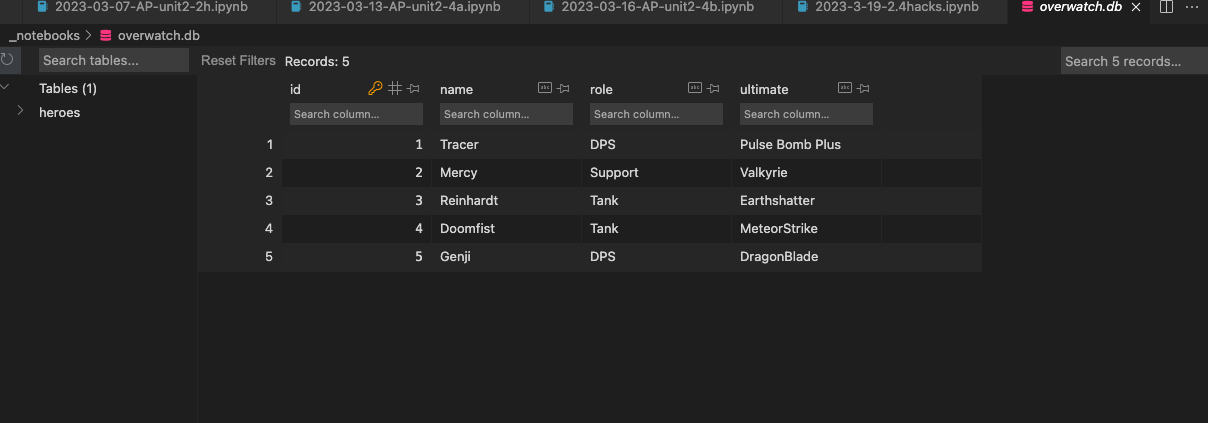 2023-03-07-AP-unit2-2h.ipynb 2023-03-13-AP-unit2-4a.ipynb 2023-03-16-AP-unit2-4b.ipynb 2023-3-19-2.4hacks.ipynb overwatch.db
_notebooks > overwatch.db
Search tables... Reset Filters Records: 5 Search 5 records...
Tables (1) id name role ultimate
heroes Search column... Search column... Search column... Search column...
1 1 Tracer DPS Pulse Bomb Plus
2 2 Mercy Support Valkyrie
3 3 Reinhardt Tank Earthshatter
4 4 Doomfist Tank MeteorStrike
5 5 Genji DPS DragonBlade